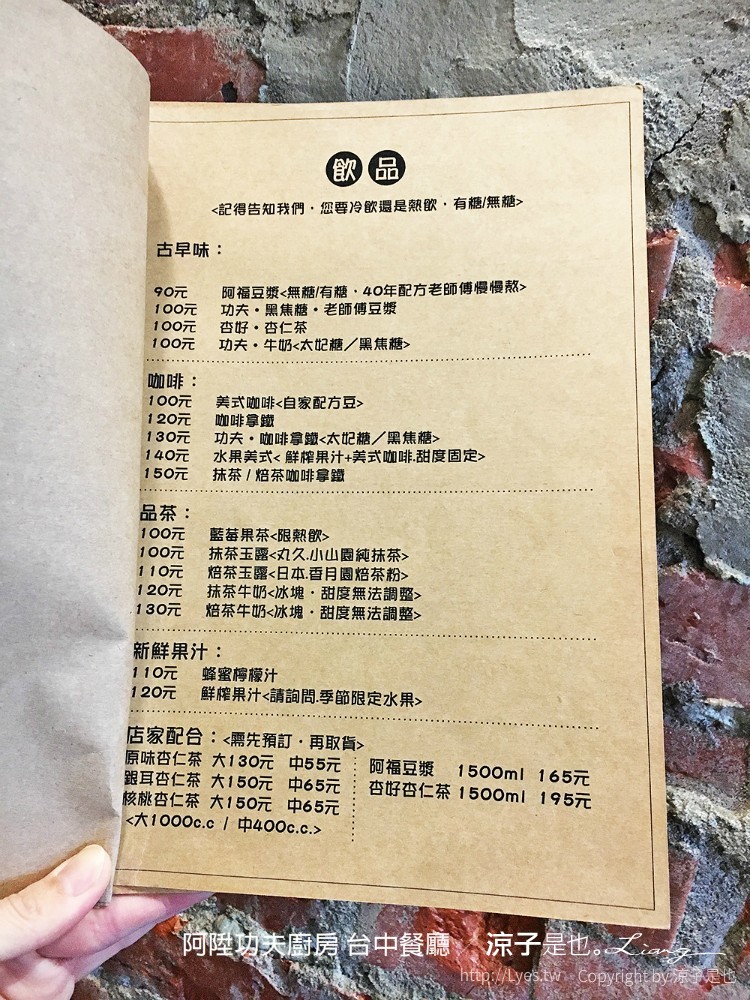 飲品
<記得告知我們・您要冷飲還是熱飲・有糖/無糖>
古早味：
90元 阿福豆漿<無糖/有糖・40年配方老師傅慢慢熬>
100元 功夫・黑焦糖・老師傅豆漿
100元 杏好・杏仁茶
100元 功夫・牛奶<太妃糖／黑焦糖>
咖啡：
100元 美式咖啡<自家配方豆>
120元 咖啡拿鐵
130元 功夫・咖啡拿鐵<太妃糖／黑焦糖>
140元 水果美式< 鮮榨果汁+美式咖啡.甜度固定>
150元 抹茶 / 焙茶咖啡拿鐵
品茶：
100元 藍莓果茶<限熱飲>
100元 抹茶玉露<丸久.小山園純抹茶>
110元 焙茶玉露<日本.香月園焙茶粉>
120元 抹茶牛奶<冰塊・甜度無法調整>
130元 焙茶牛奶<冰塊・甜度無法調整>
新鮮果汁：
110元 蜂蜜檸檬汁
120元 鮮榨果汁<請詢問.季節限定水果>
店家配合：<需先預訂・再取貨>
原味杏仁茶 大130元 中55元
銀耳杏仁茶 大150元 中65元
核桃杏仁茶 大150元 中65元
<大1000c.c / 中400c.c.>
阿福豆漿 1500ml 165元
杏好杏仁茶 1500ml 195元
阿陞功夫廚房 台中餐廳 涼子是也。Liang
http://Lyes.tw Copyright by 涼子是也